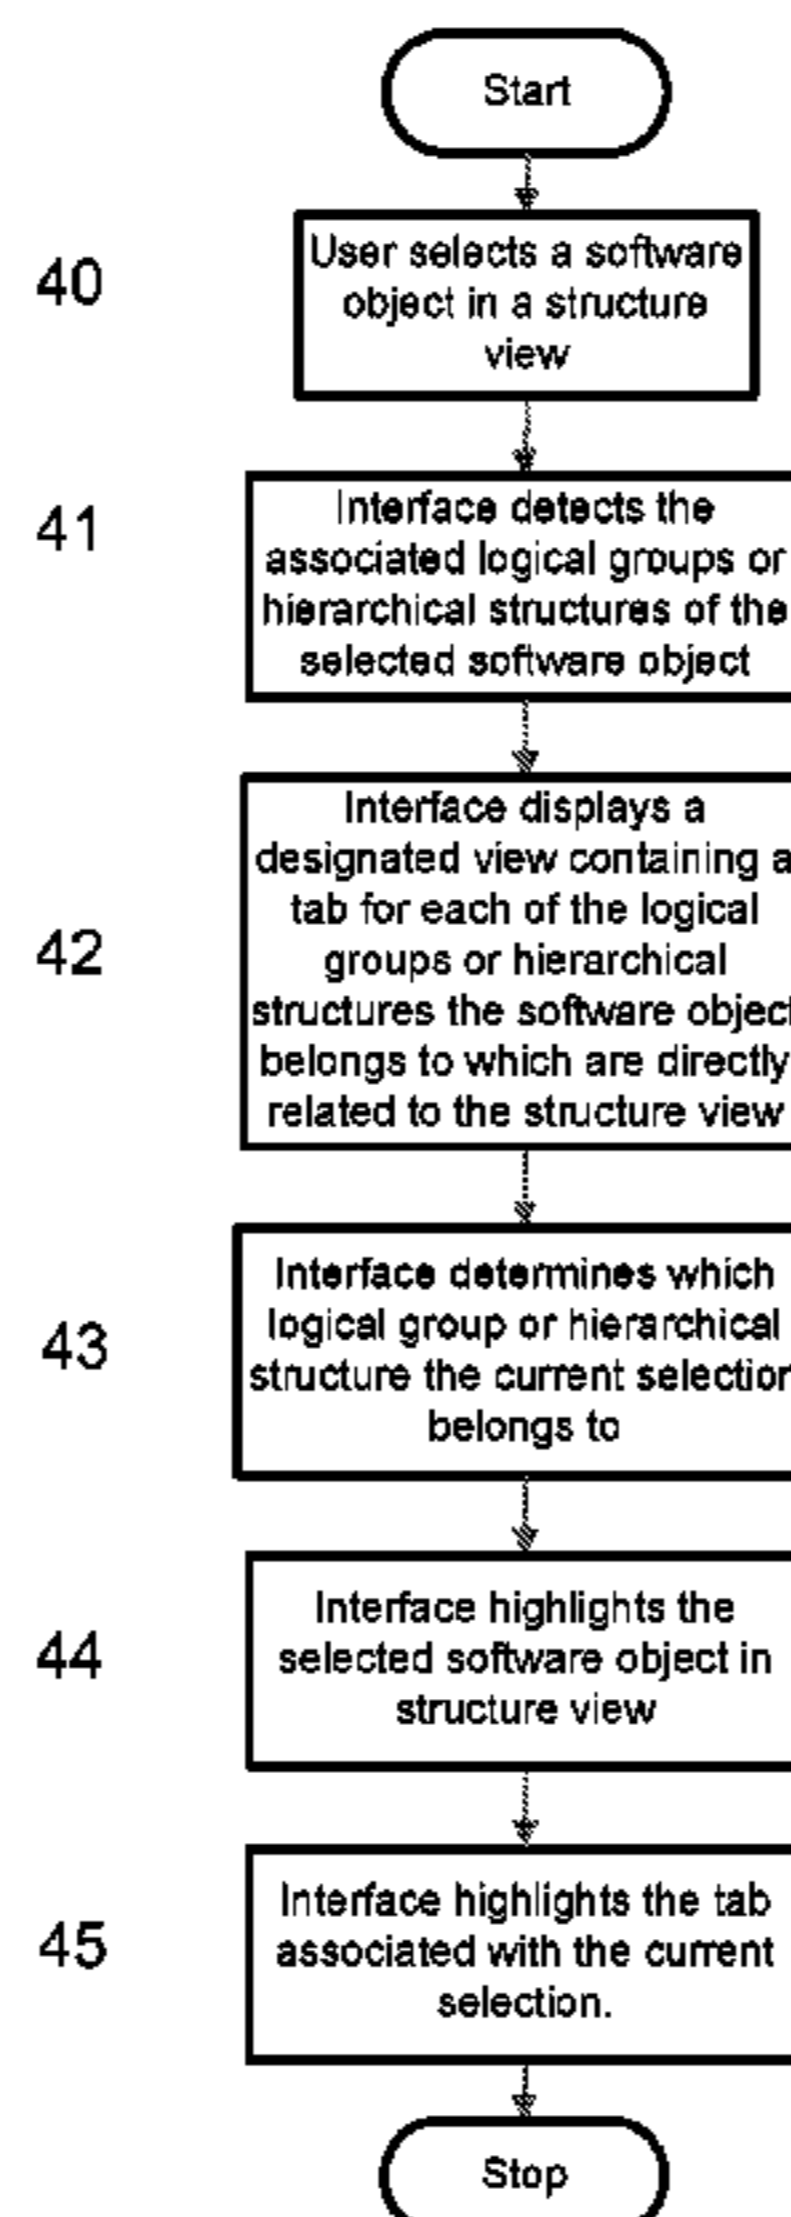 Start
40
User selects a software
object in a structure
view
41
Interface detects the
associated logical groups or
hierarchical structures of the
selected software object
42
Interface displays a
designated view containing a
tab for each of the logical
groups or hierarchical
structures the software object
belongs to which are directly
related to the structure view
43
Interface determines which
logical group or hierarchical
structure the current selection
belongs to
44
Interface highlights the
selected software object in
structure view
45
Interface highlights the tab
associated with the current
selection.
Stop